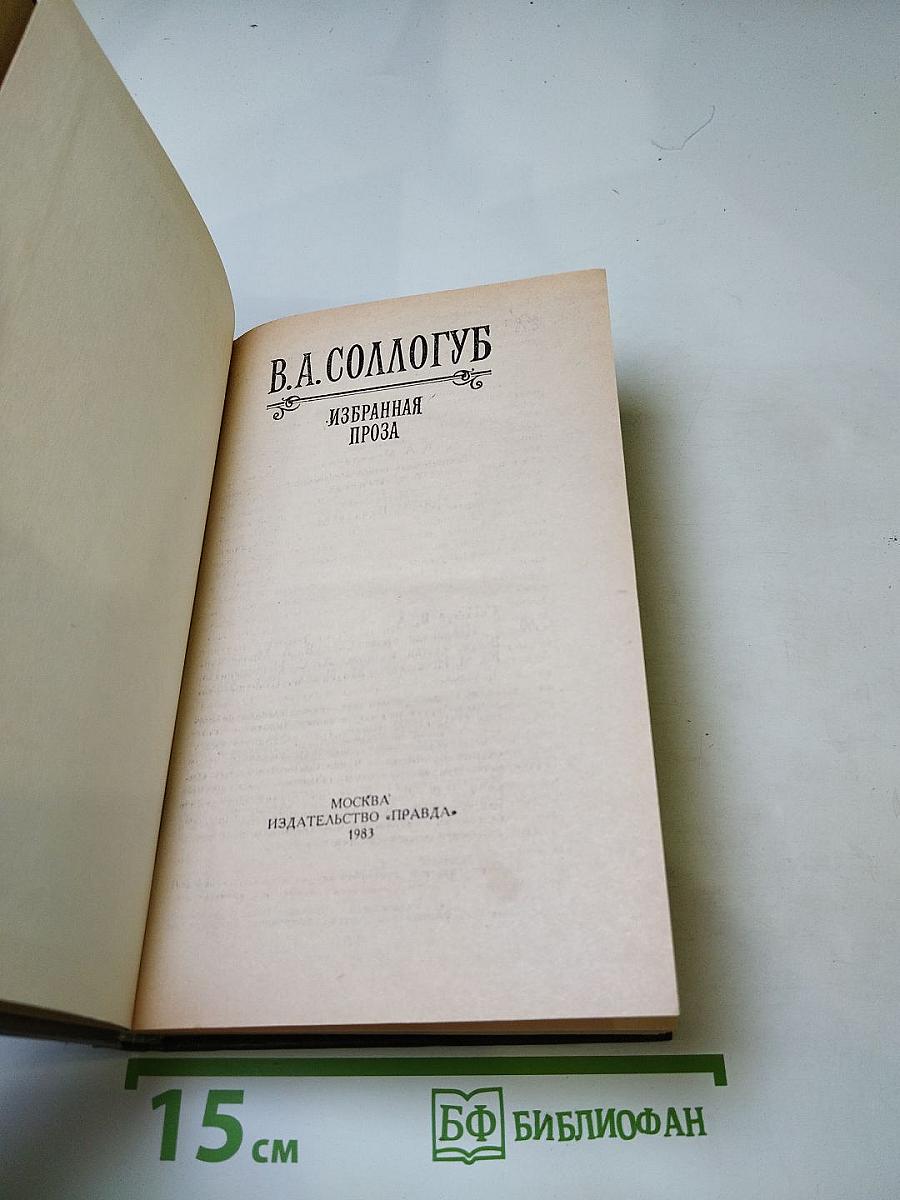 В. А. СОЛЛОГУБ
ИЗБРАННАЯ
ПРОЗА
МОСКВА
ИЗДАТЕЛЬСТВО «ПРАВДА»
1983
15 см
БФ БИБЛИОФАН